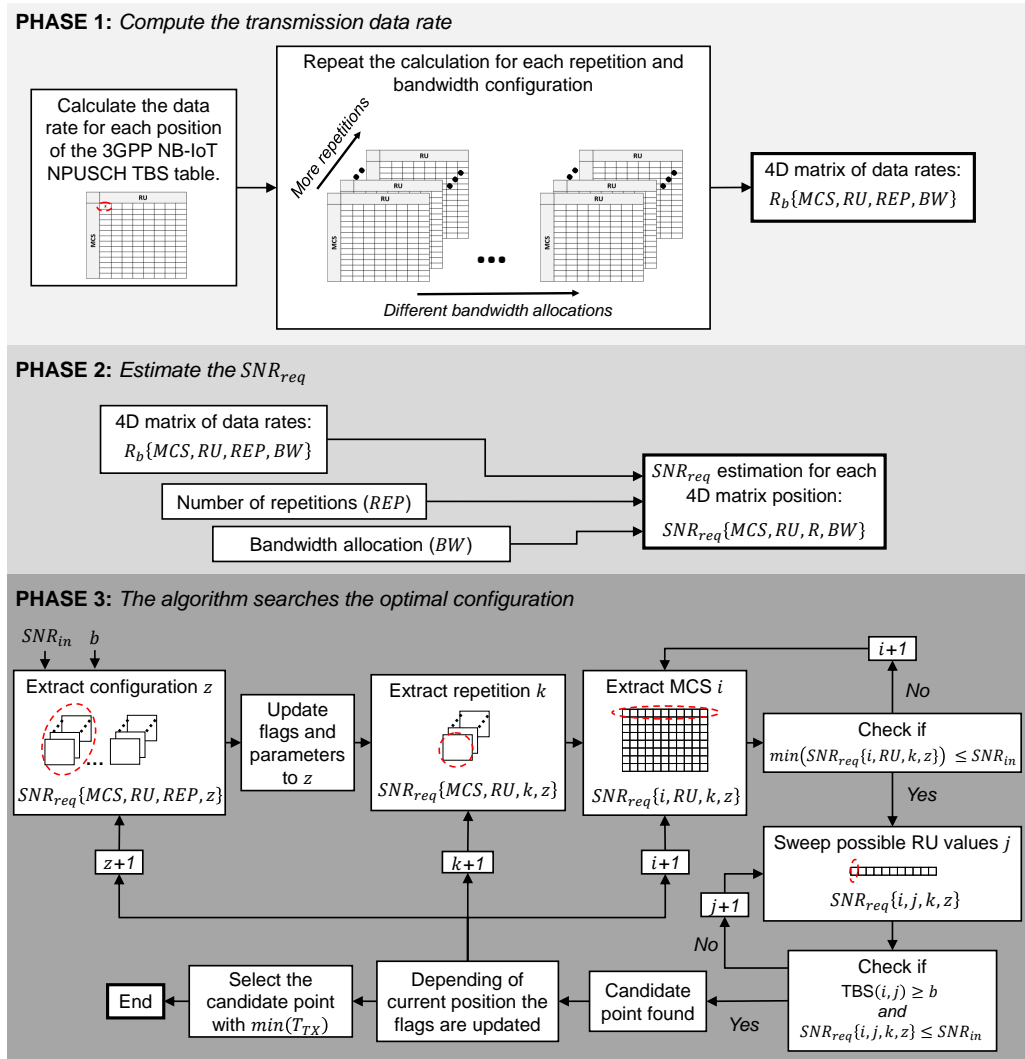 PHASE 1: Compute the transmission data rate
Calculate the data
rate for each position
of the 3GPP NB-IoT
NPUSCH TBS table.
RU
x
MCS
Repeat the calculation for each repetition and
bandwidth configuration
More repetitions
RU
RU
MCS
MCS
Different bandwidth allocations
4D matrix of data rates:
R_b{MCS, RU, REP, BW}
PHASE 2: Estimate the SNR_req
4D matrix of data rates:
R_b{MCS, RU, REP, BW}
Number of repetitions (REP)
Bandwidth allocation (BW)
SNR_req estimation for each
4D matrix position:
SNR_req{MCS, RU, R, BW}
PHASE 3: The algorithm searches the optimal configuration
SNR_in b
Extract configuration z
...
SNR_req{MCS, RU, REP, z}
Update
flags and
parameters
to z
Extract repetition k
SNR_req{MCS, RU, k, z}
Extract MCS i
SNR_req{i, RU, k, z}
i+1
No
Check if
min(SNR_req{i, RU, k, z}) ≤ SNR_in
Yes
Sweep possible RU values j
SNR_req{i, j, k, z}
j+1
No
Check if
TBS(i, j) ≥ b
and
SNR_req{i, j, k, z} ≤ SNR_in
Yes
Candidate
point found
Depending of
current position the
flags are updated
z+1
k+1
i+1
Select the
candidate point
with min(T_TX)
End